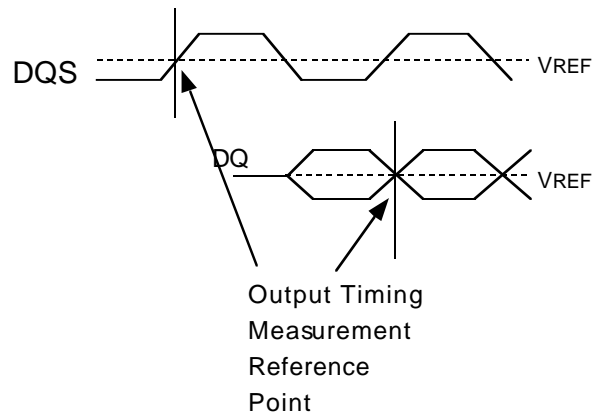 DQS
VREF
DQ
VREF
Output Timing
Measurement
Reference
Point